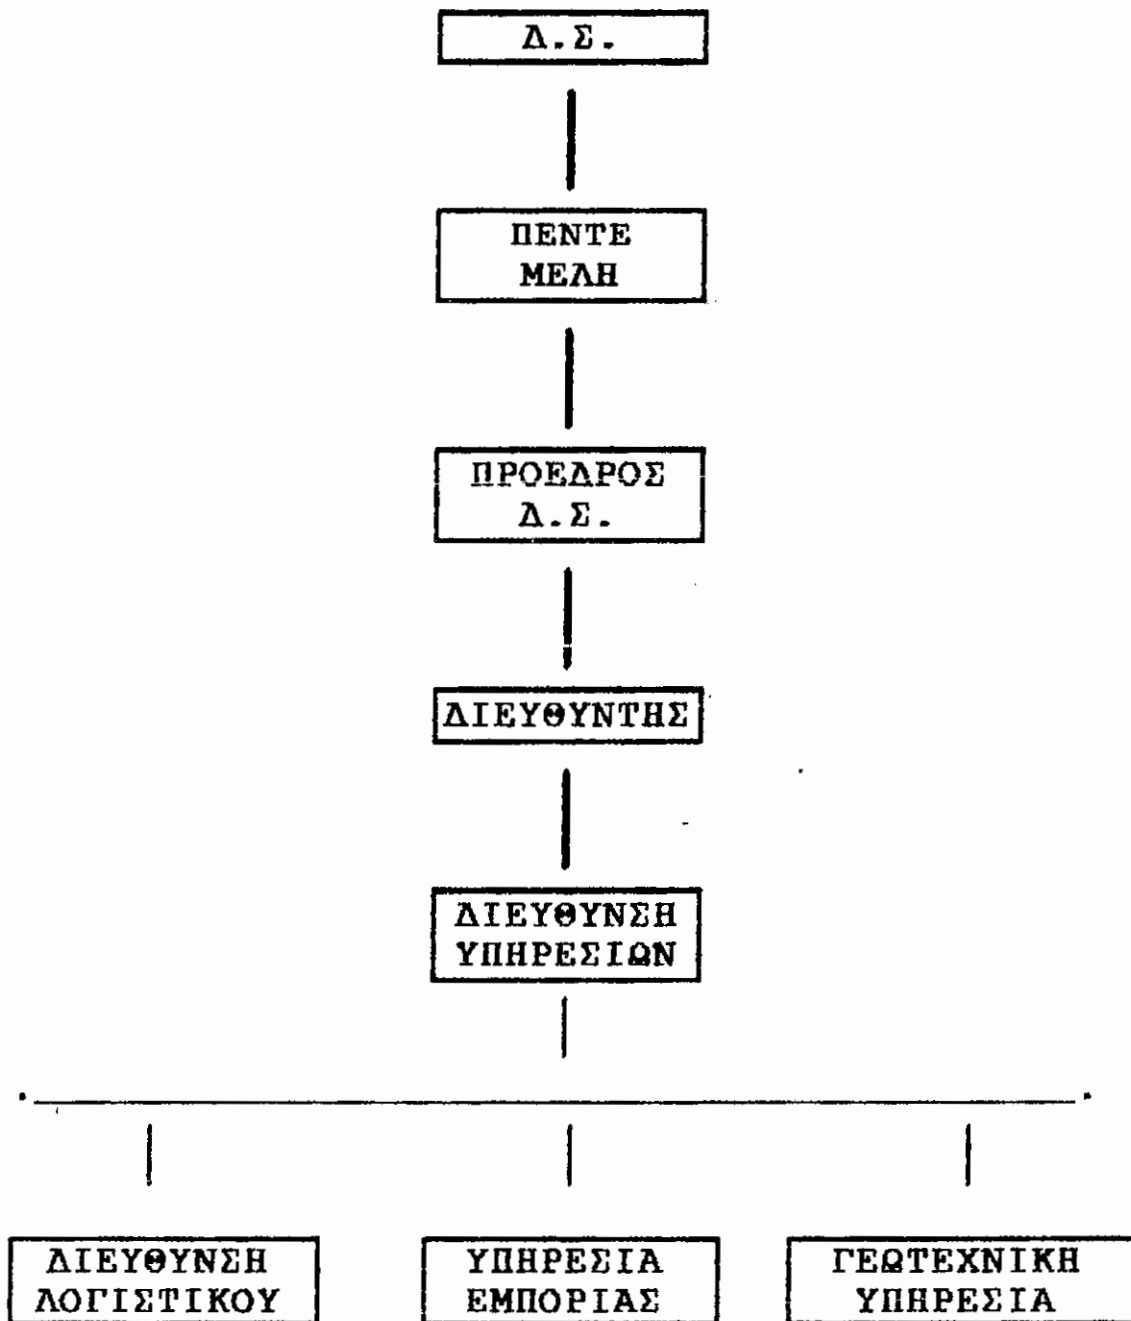 Δ.Σ.
ΠΕΝΤΕ
ΜΕΛΗ
ΠΡΟΕΔΡΟΣ
Δ.Σ.
ΔΙΕΥΘΥΝΤΗΣ
ΔΙΕΥΘΥΝΣΗ
ΥΠΗΡΕΣΙΩΝ
ΔΙΕΥΘΥΝΣΗ
ΛΟΓΙΣΤΙΚΟΥ
ΥΠΗΡΕΣΙΑ
ΕΜΠΟΡΙΑΣ
ΓΕΩΤΕΧΝΙΚΗ
ΥΠΗΡΕΣΙΑ